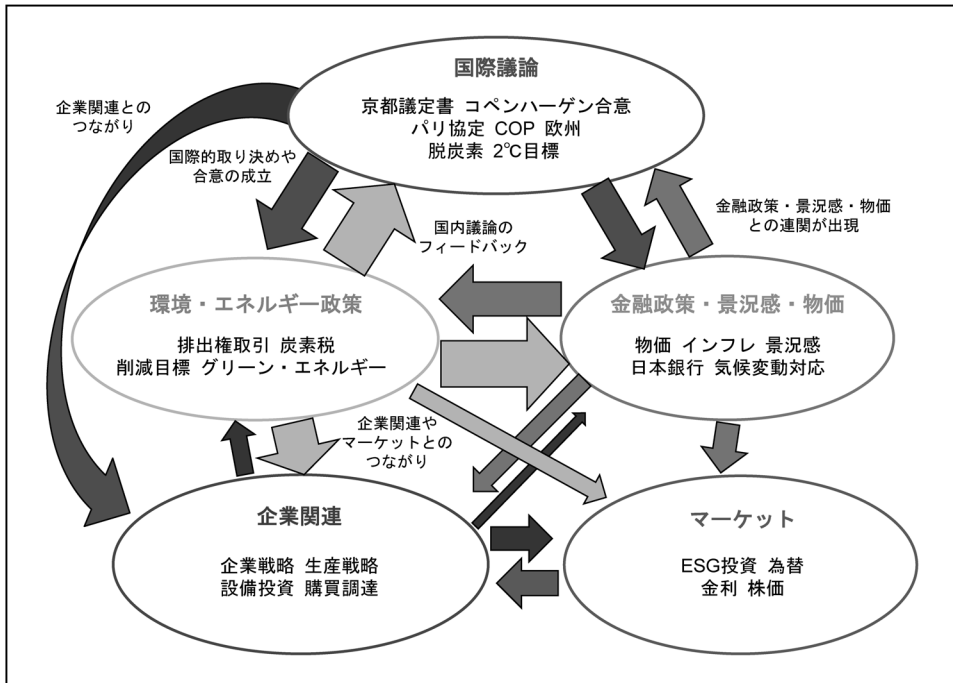 国際議論
京都議定書 コペンハーゲン合意
パリ協定 COP 欧州
脱炭素 2℃目標
企業関連との
つながり
国際的取り決めや
合意の成立
国内議論の
フィードバック
金融政策・景況感・物価
との連関が出現
環境・エネルギー政策
排出権取引 炭素税
削減目標 グリーン・エネルギー
金融政策・景況感・物価
物価 インフレ 景況感
日本銀行 気候変動対応
企業関連や
マーケットとの
つながり
企業関連
企業戦略 生産戦略
設備投資 購買調達
マーケット
ESG投資 為替
金利 株価